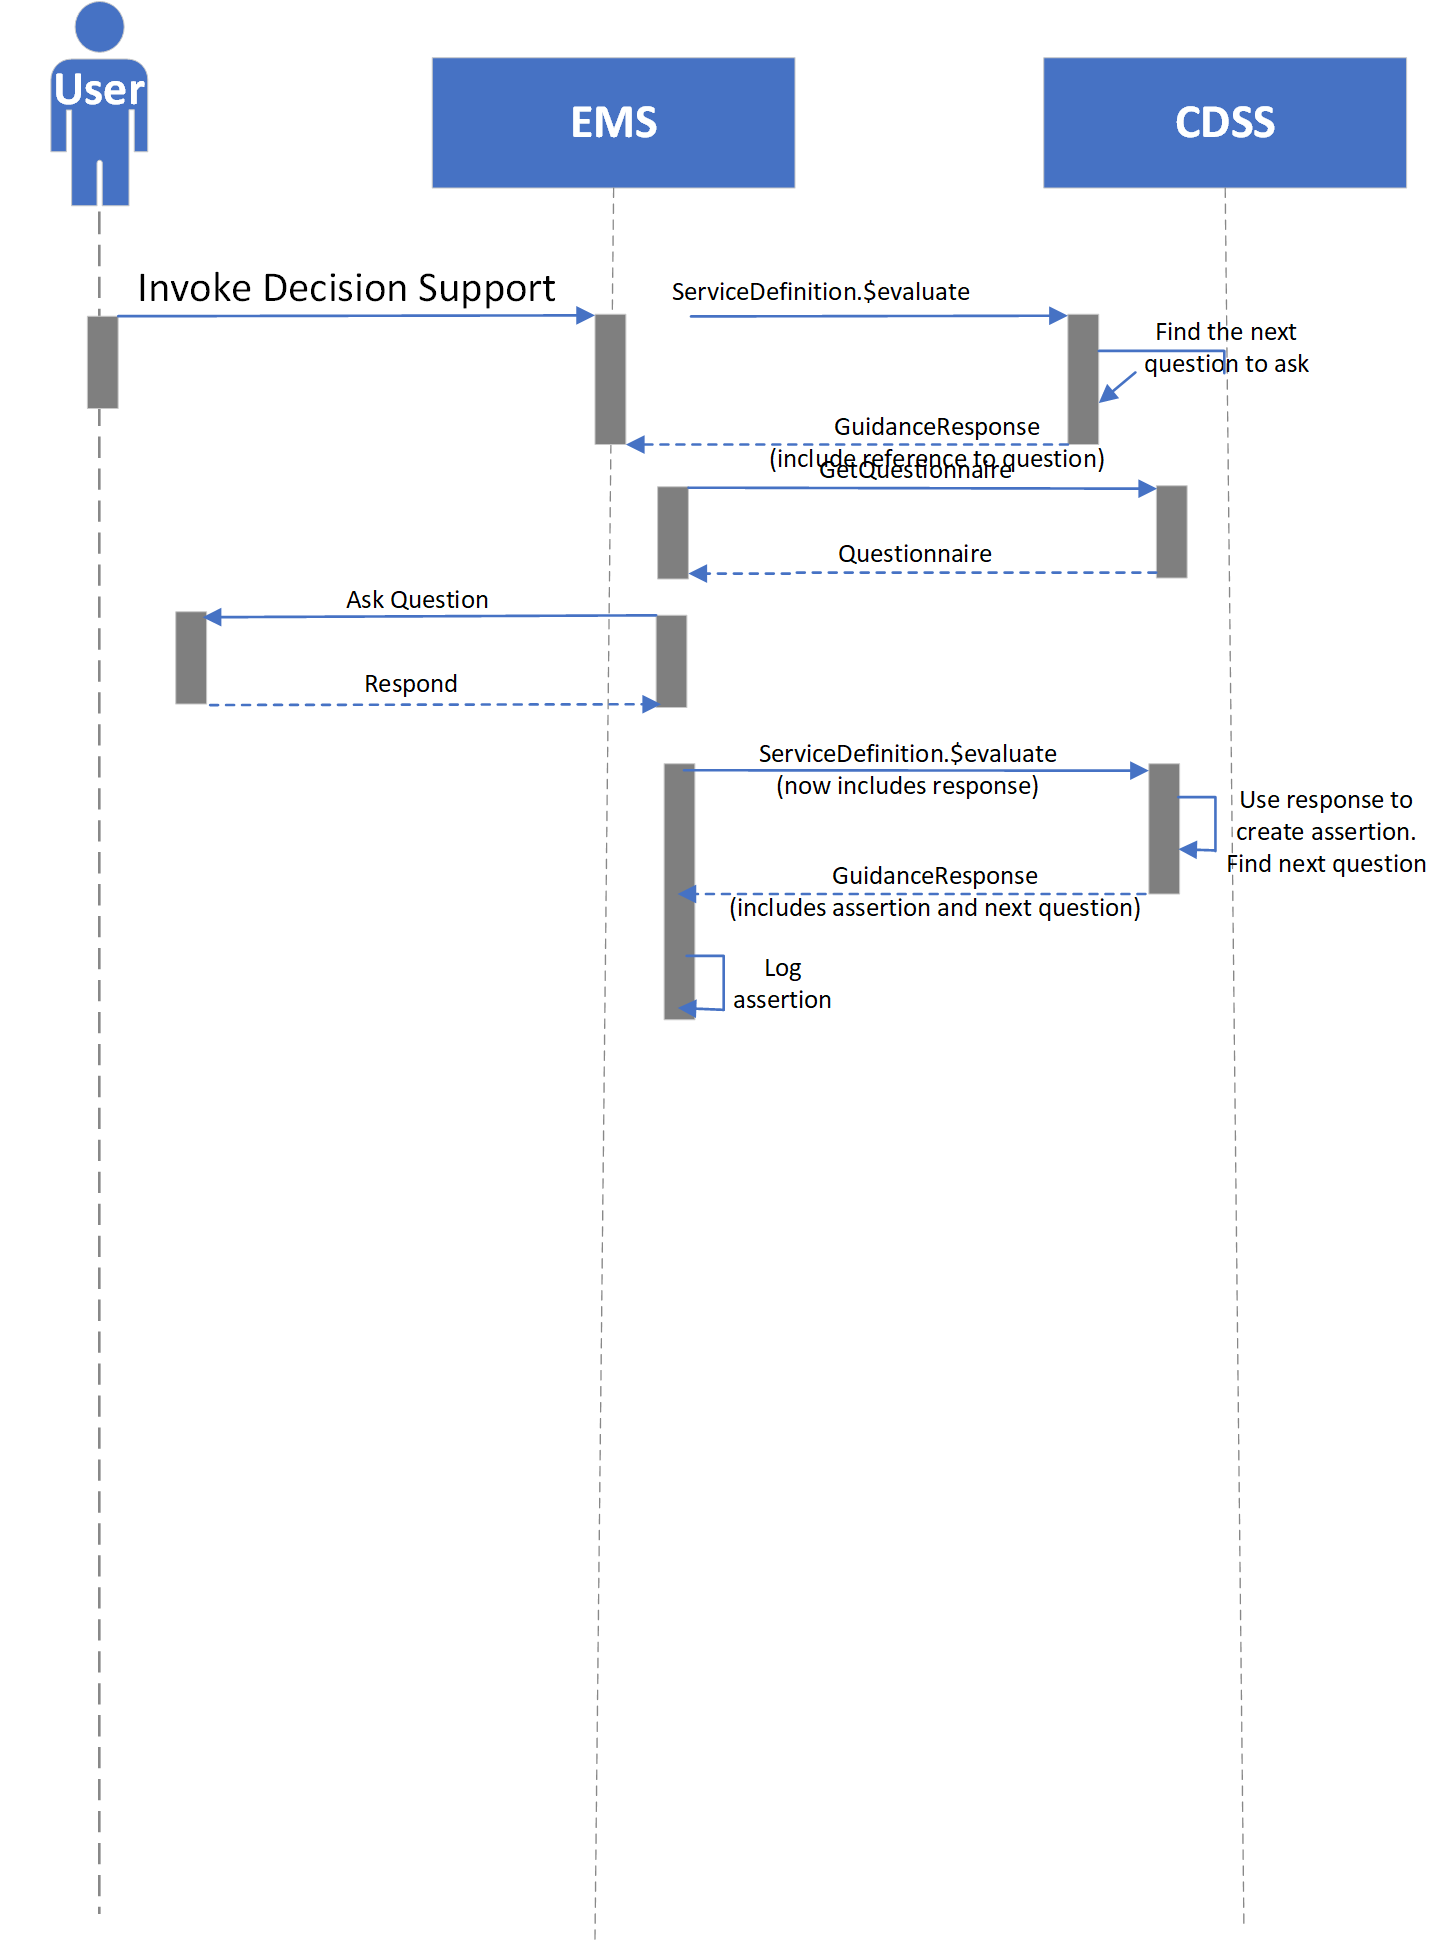 User
EMS
CDSS
Invoke Decision Support
ServiceDefinition.$evaluate
Find the next
question to ask
GuidanceResponse
(include reference to question)
GetQuestionnaire
Questionnaire
Ask Question
Respond
ServiceDefinition.$evaluate
(now includes response)
Use response to
create assertion.
Find next question
GuidanceResponse
(includes assertion and next question)
Log
assertion